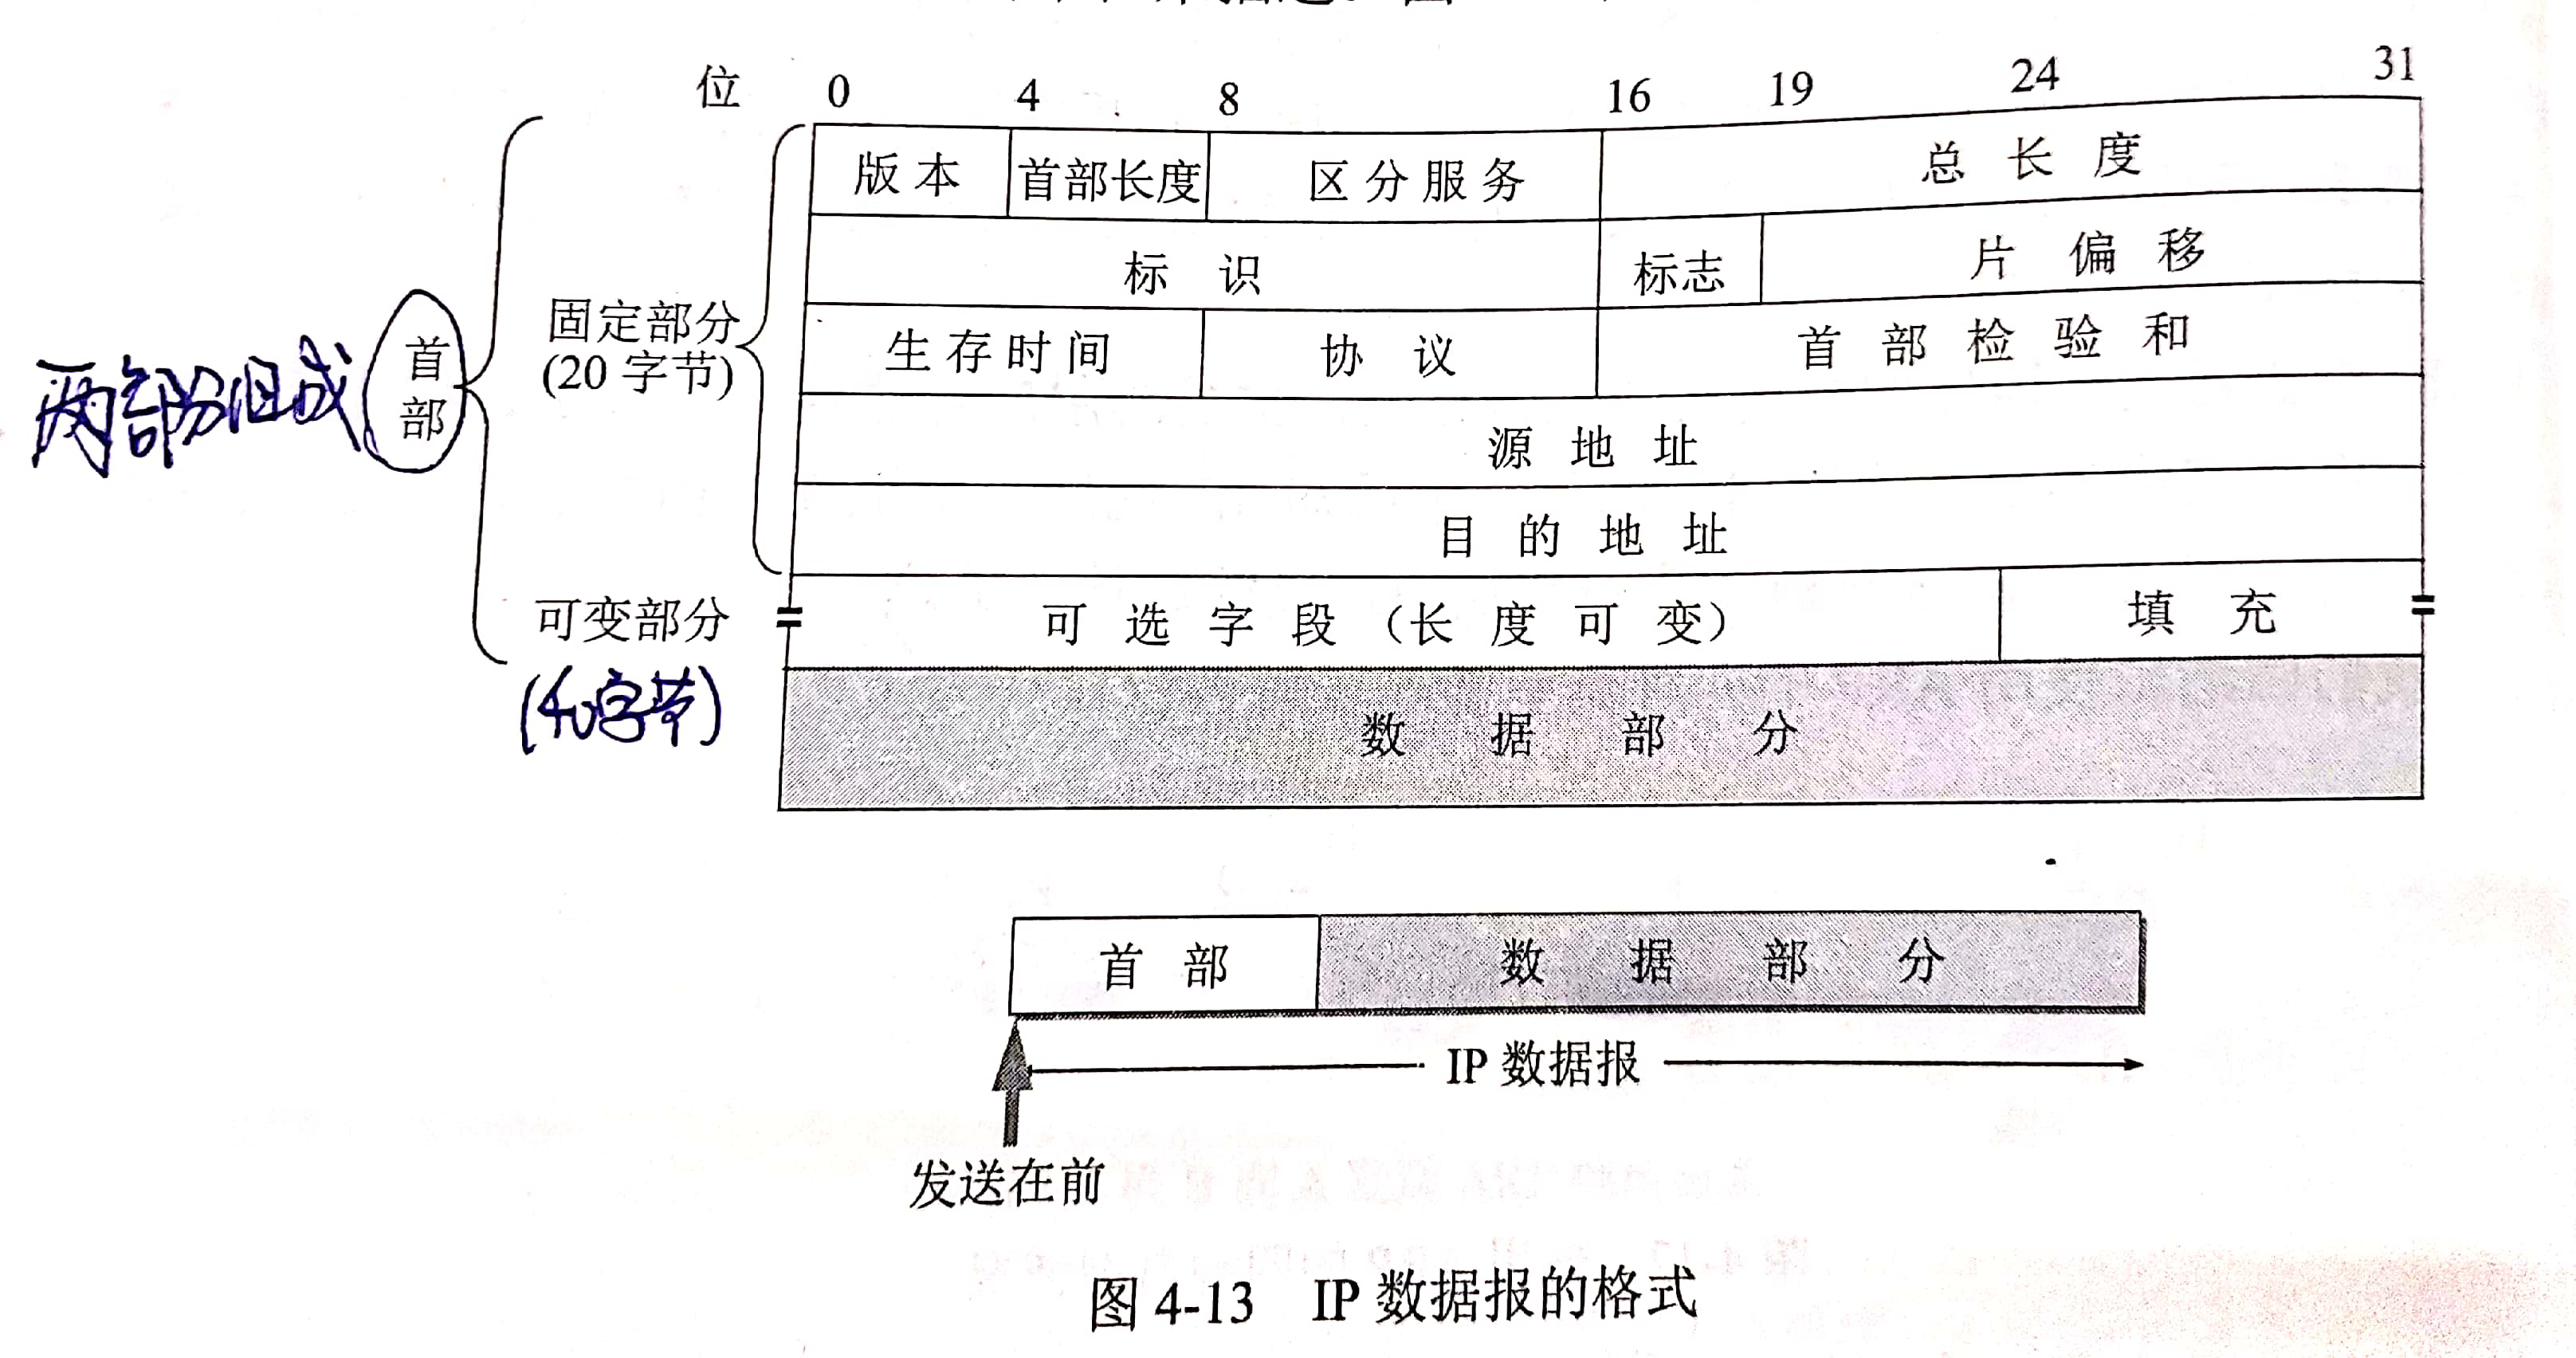 位 0 4 8 16 19 24 31
版本 首部长度 区分服务 总长度
标识 标志 片偏移
固定部分
(20 字节)
生存时间 协议 首部检验和
两部分组成 首部
源地址
目的地址
可变部分 可选字段（长度可变） 填充
(40字节)
数据部分
首部 数据部分
IP 数据报
发送在前
图 4-13 IP 数据报的格式